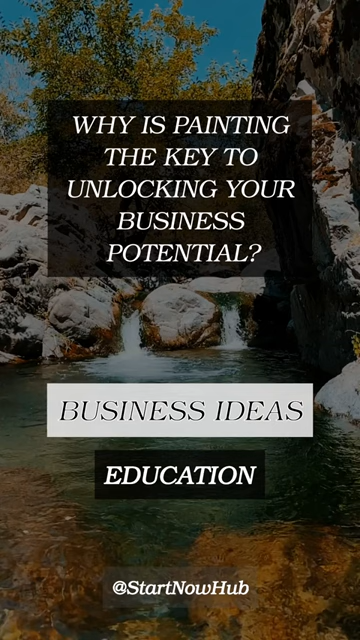 WHY IS PAINTING
THE KEY TO
UNLOCKING YOUR
BUSINESS
POTENTIAL?
BUSINESS IDEAS
EDUCATION
@StartNowHub